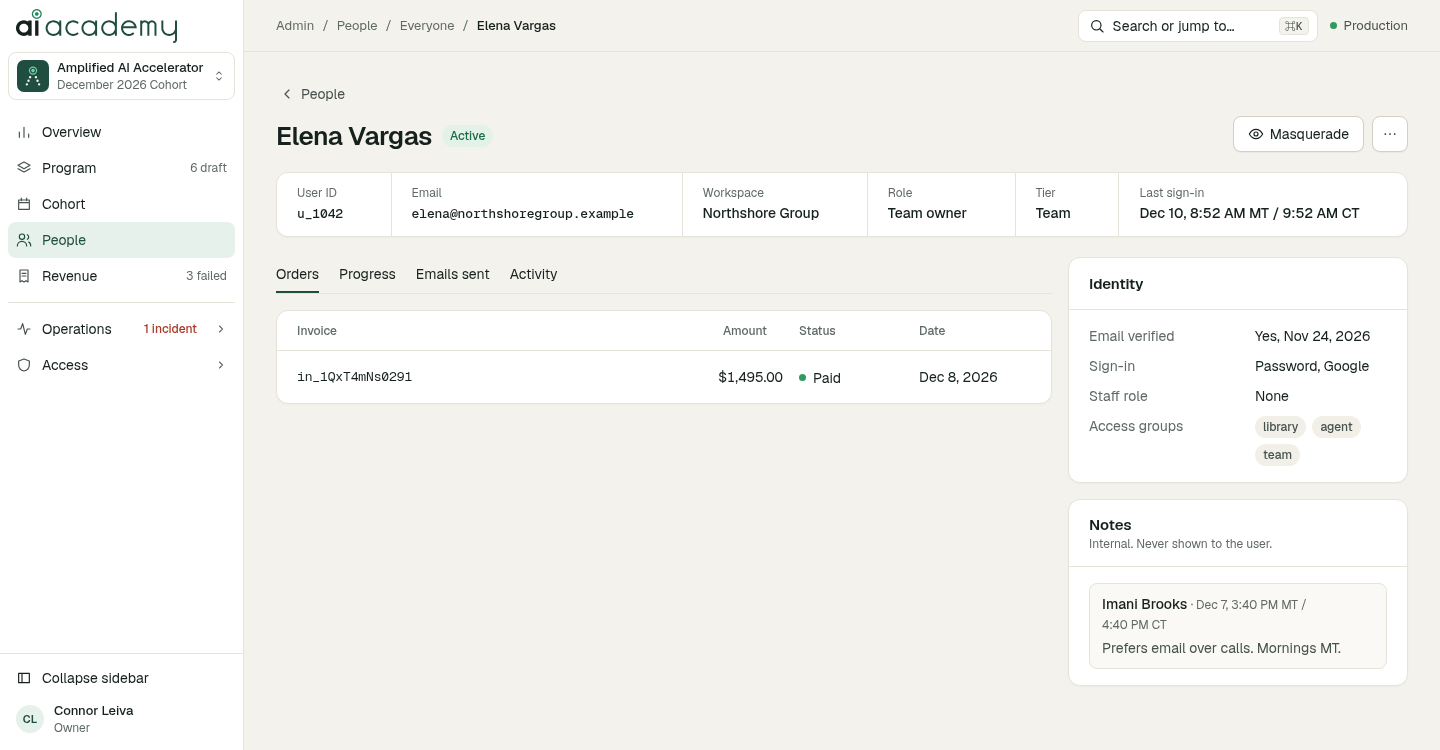 ai academy
Amplified AI Accelerator
December 2026 Cohort
Overview
Program 6 draft
Cohort
People
Revenue 3 failed
Operations 1 incident
Access
Collapse sidebar
CL
Connor Leiva
Owner
Admin / People / Everyone / Elena Vargas
Search or jump to... ⌘K
Production
People
Elena Vargas Active
Masquerade ...
User ID Email Workspace Role Tier Last sign-in
u_1042 elena@northshoregroup.example Northshore Group Team owner Team Dec 10, 8:52 AM MT / 9:52 AM CT
Orders Progress Emails sent Activity
Invoice Amount Status Date
in_1QxT4mNs0291 $1,495.00 Paid Dec 8, 2026
Identity
Email verified Yes, Nov 24, 2026
Sign-in Password, Google
Staff role None
Access groups library agent
team
Notes
Internal. Never shown to the user.
Imani Brooks · Dec 7, 3:40 PM MT /
4:40 PM CT
Prefers email over calls. Mornings MT.